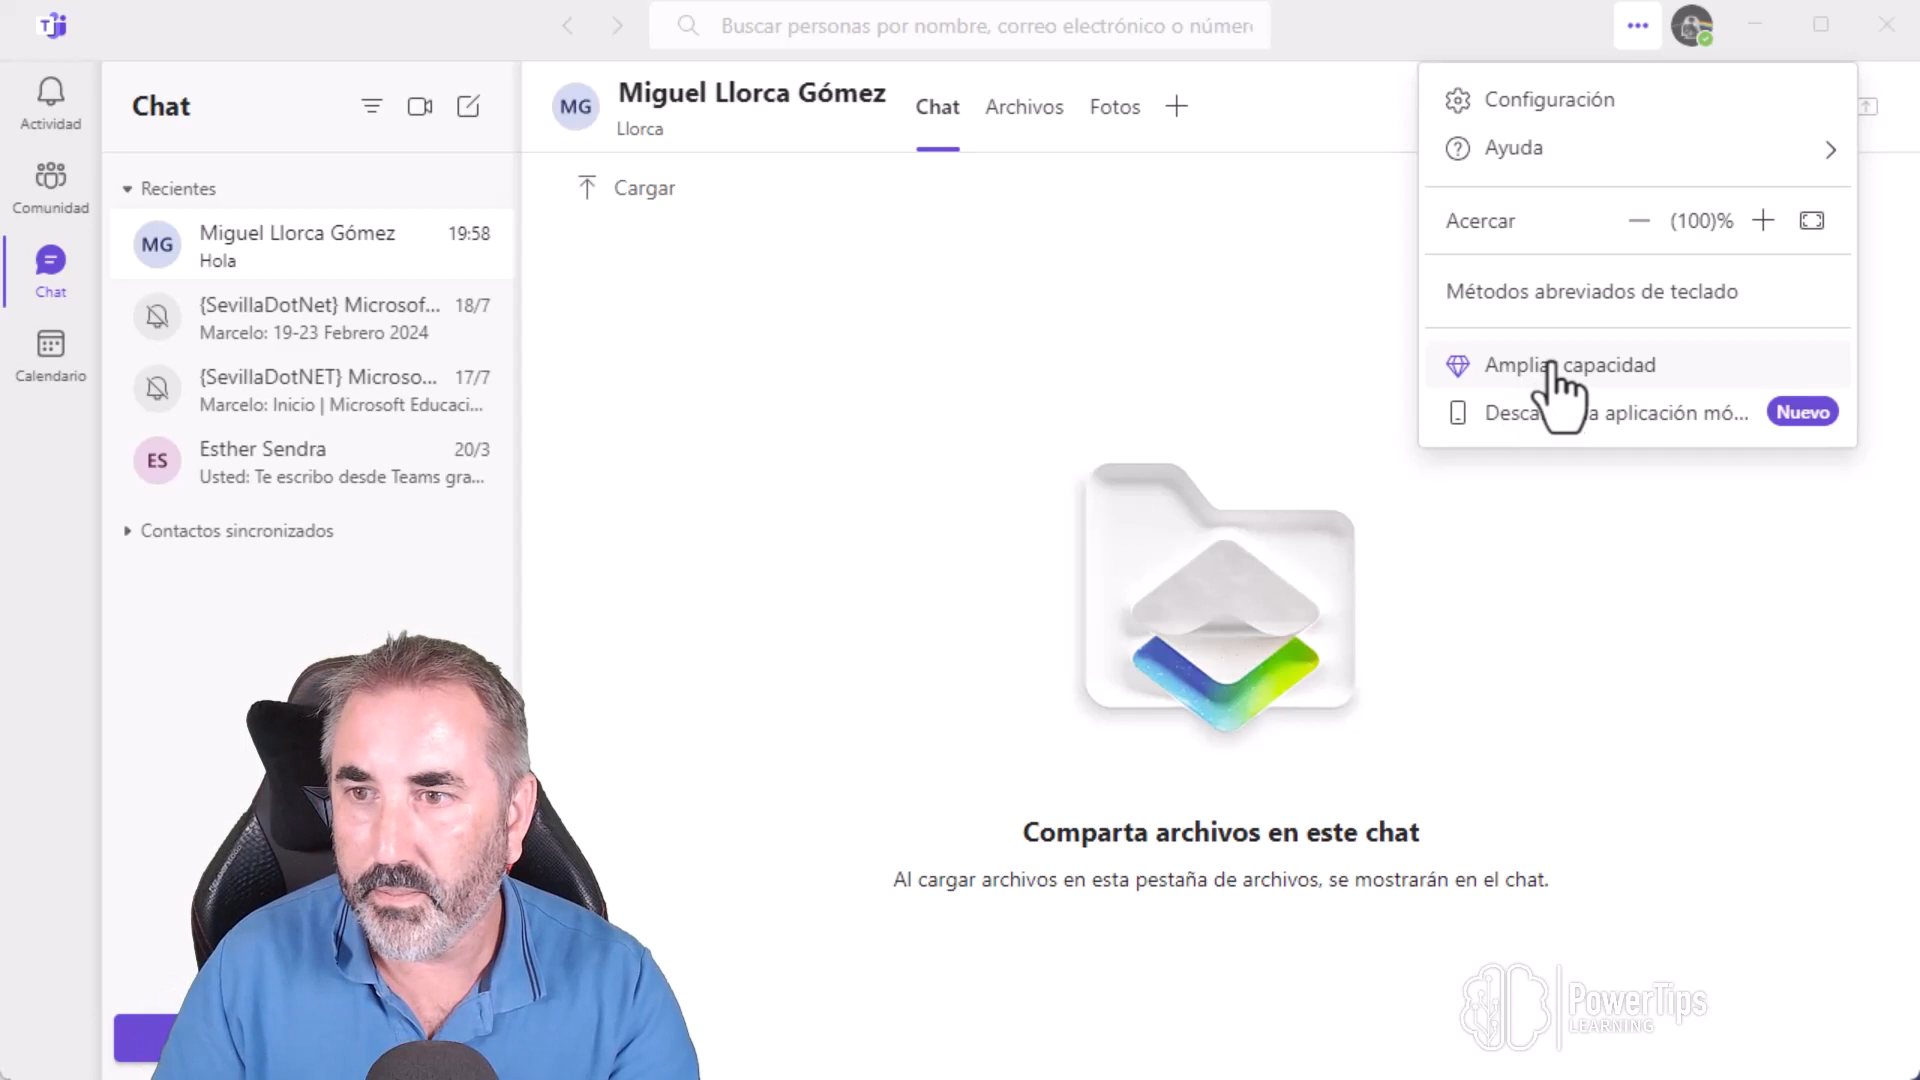 Buscar personas por nombre, correo electrónico o númer
Actividad
Comunidad
Chat
Calendario
Chat
Recientes
MG
Miguel Llorca Gómez
19:58
Hola
{SevillaDotNet} Microsof...
18/7
Marcelo: 19-23 Febrero 2024
{SevillaDotNET} Microso...
17/7
Marcelo: Inicio | Microsoft Educaci...
ES
Esther Sendra
20/3
Usted: Te escribo desde Teams gra...
Contactos sincronizados
MG
Miguel Llorca Gómez
Llorca
Chat
Archivos
Fotos
Cargar
Configuración
Ayuda
Acercar
(100)%
Métodos abreviados de teclado
capacidad
aplicación mó...
Nuevo
Comparta archivos en este chat
Al cargar archivos en esta pestaña de archivos, se mostrarán en el chat.
PowerTips
LEARNING